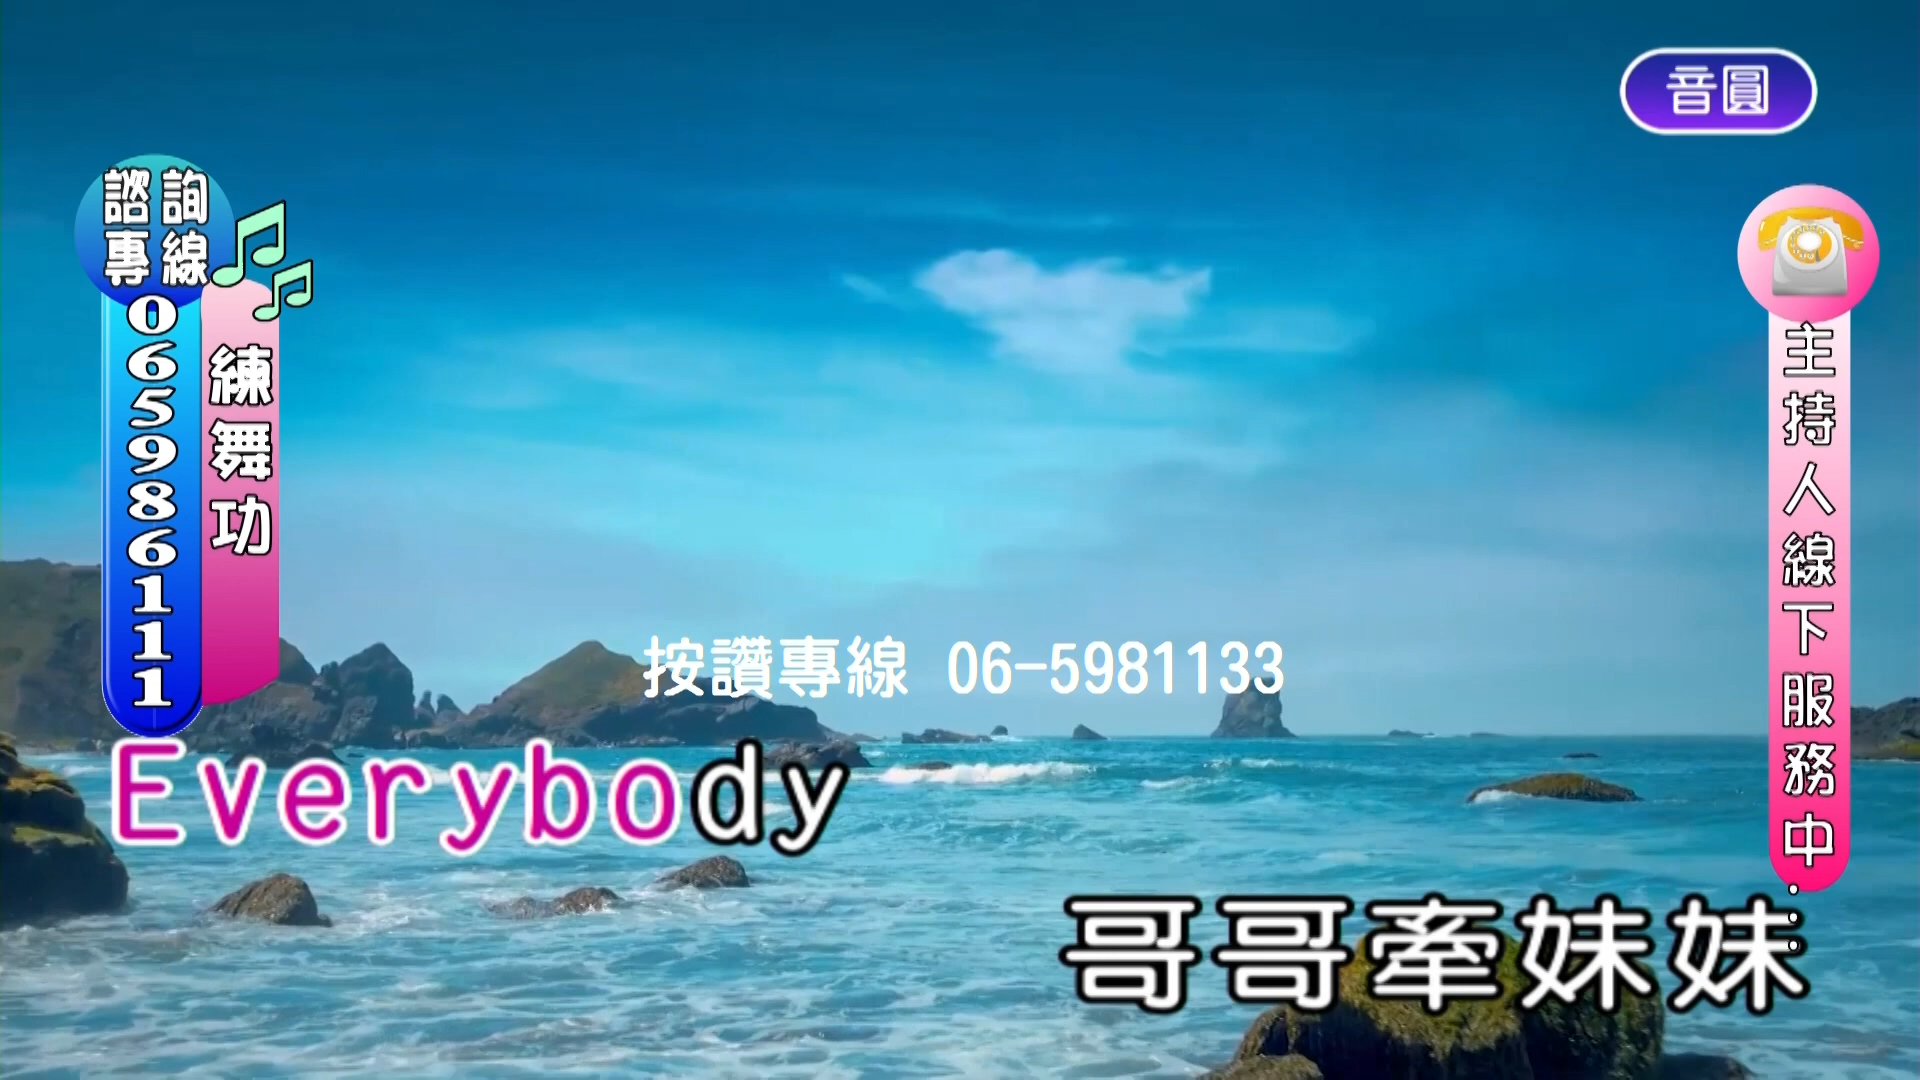 音圓
諮詢
專線
065986111
練舞功
主持人線下服務中...
按讚專線 06-5981133
Everybody
哥哥牽妹妹